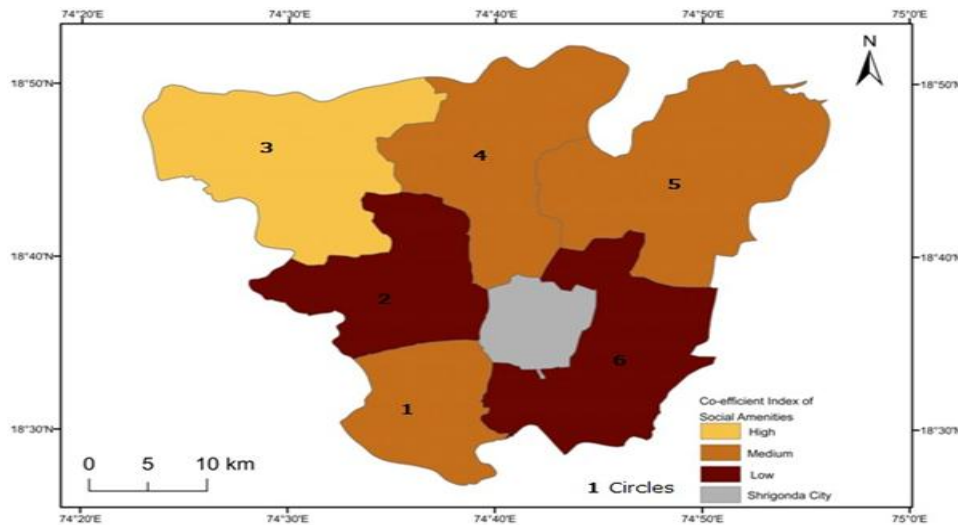 74°20'E 74°30'E 74°40'E 74°50'E 75°0'E
N
18°50'N 18°50'N
3
4
5
18°40'N 18°40'N
2
6
1
Co-efficient Index of
Social Amenities
High
18°30'N 18°30'N
Medium
0 5 10 km
Low
1 Circles
Shrigonda City
74°20'E 74°30'E 74°40'E 74°50'E 75°0'E